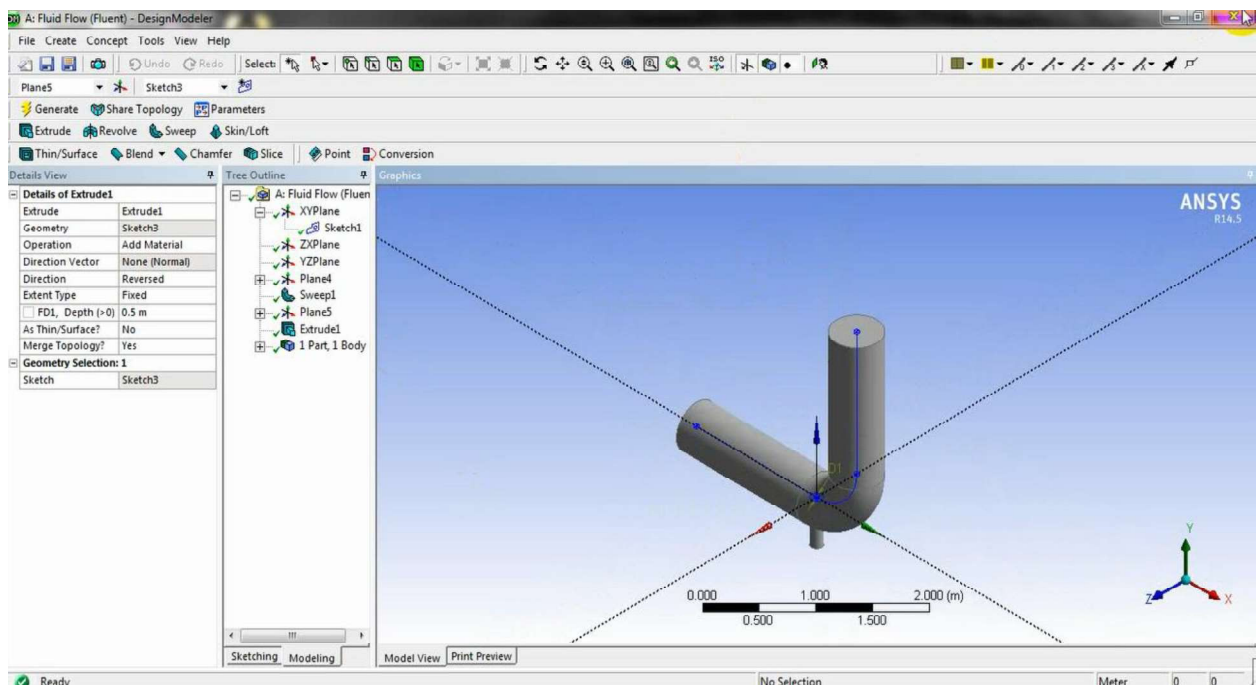 A: Fluid Flow (Fluent) - DesignModeler
File Create Concept Tools View Help
Undo Redo Select: ISO
Plane5 Sketch3
Generate Share Topology Parameters
Extrude Revolve Sweep Skin/Loft
Thin/Surface Blend Chamfer Slice Point Conversion
Details View
Details of Extrude1
Extrude Extrude1
Geometry Sketch3
Operation Add Material
Direction Vector None (Normal)
Direction Reversed
Extent Type Fixed
FD1, Depth (>0) 0.5 m
As Thin/Surface? No
Merge Topology? Yes
Geometry Selection: 1
Sketch Sketch3
Tree Outline
A: Fluid Flow (Fluen
XYPlane
Sketch1
ZXPlane
YZPlane
Plane4
Sweep1
Plane5
Extrude1
1 Part, 1 Body
Sketching Modeling
Graphics
ANSYS
R14.5
D1
0.000 1.000 2.000 (m)
0.500 1.500
Y
Z X
Model View Print Preview
Ready No Selection Meter 0 0